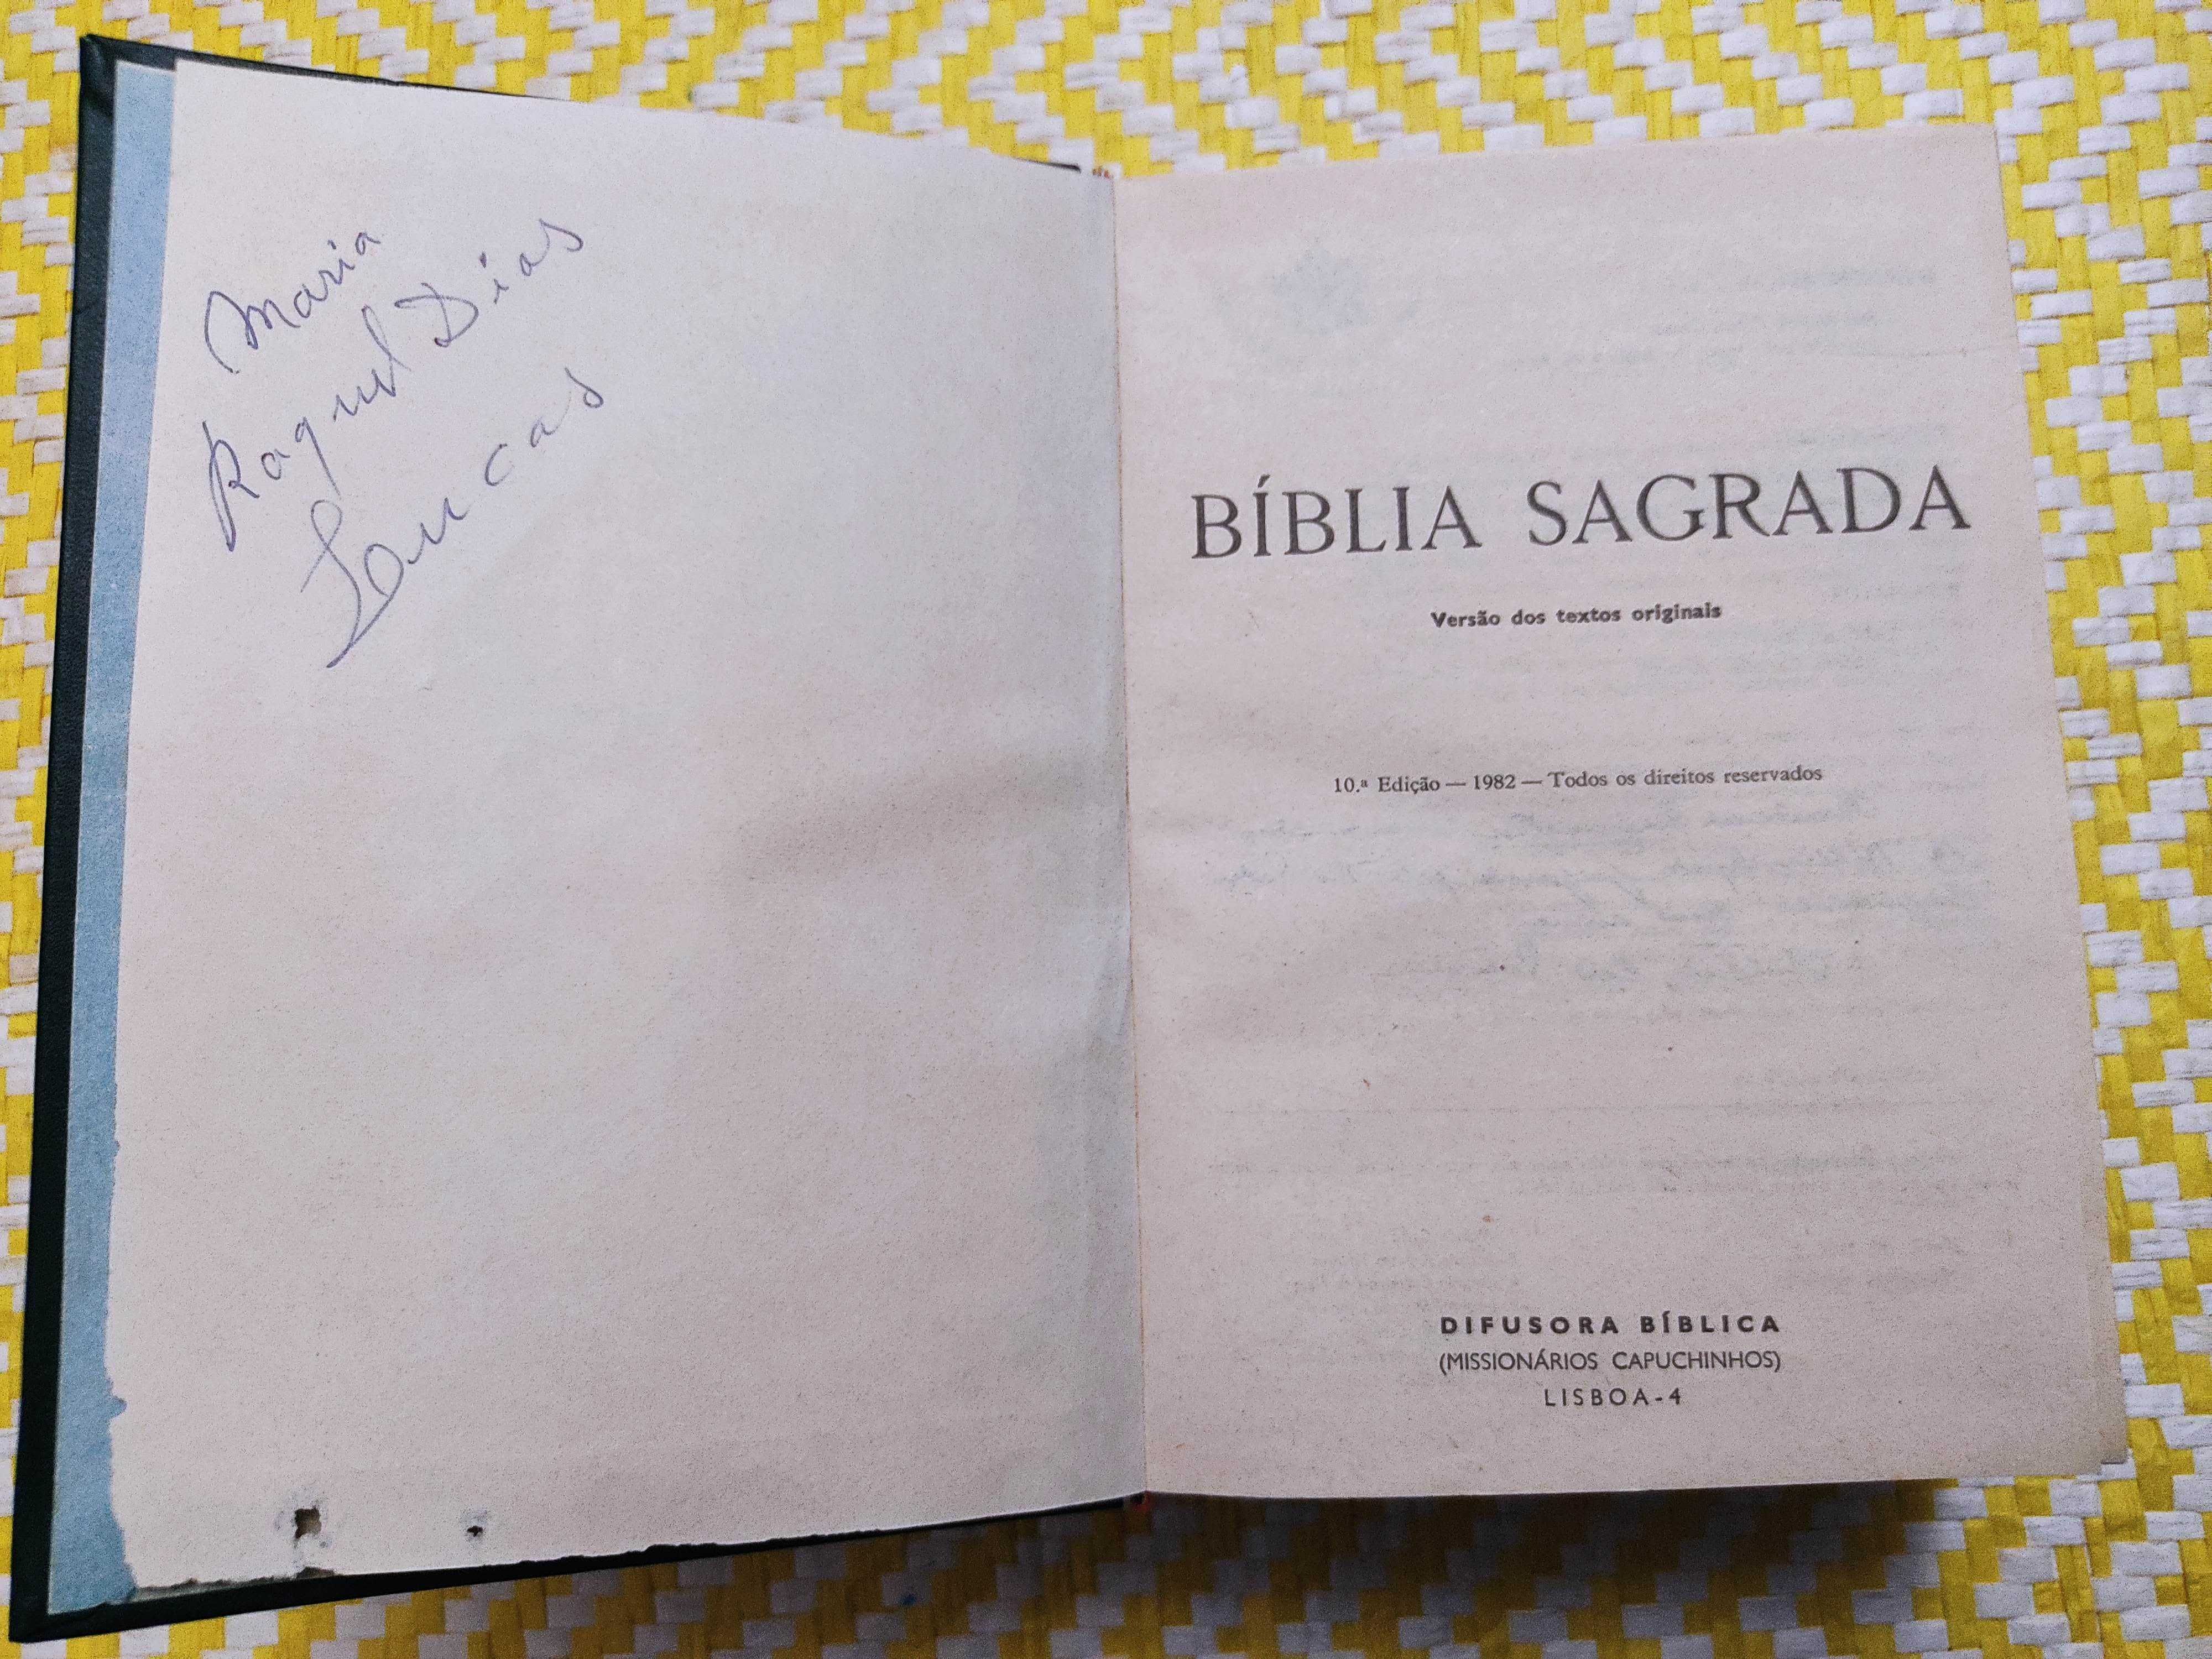 Maria
Raquel Dias
Loucas
BÍBLIA SAGRADA
Versão dos textos originais
10.ª Edição — 1982 — Todos os direitos reservados
DIFUSORA BÍBLICA
(MISSIONÁRIOS CAPUCHINHOS)
LISBOA-4